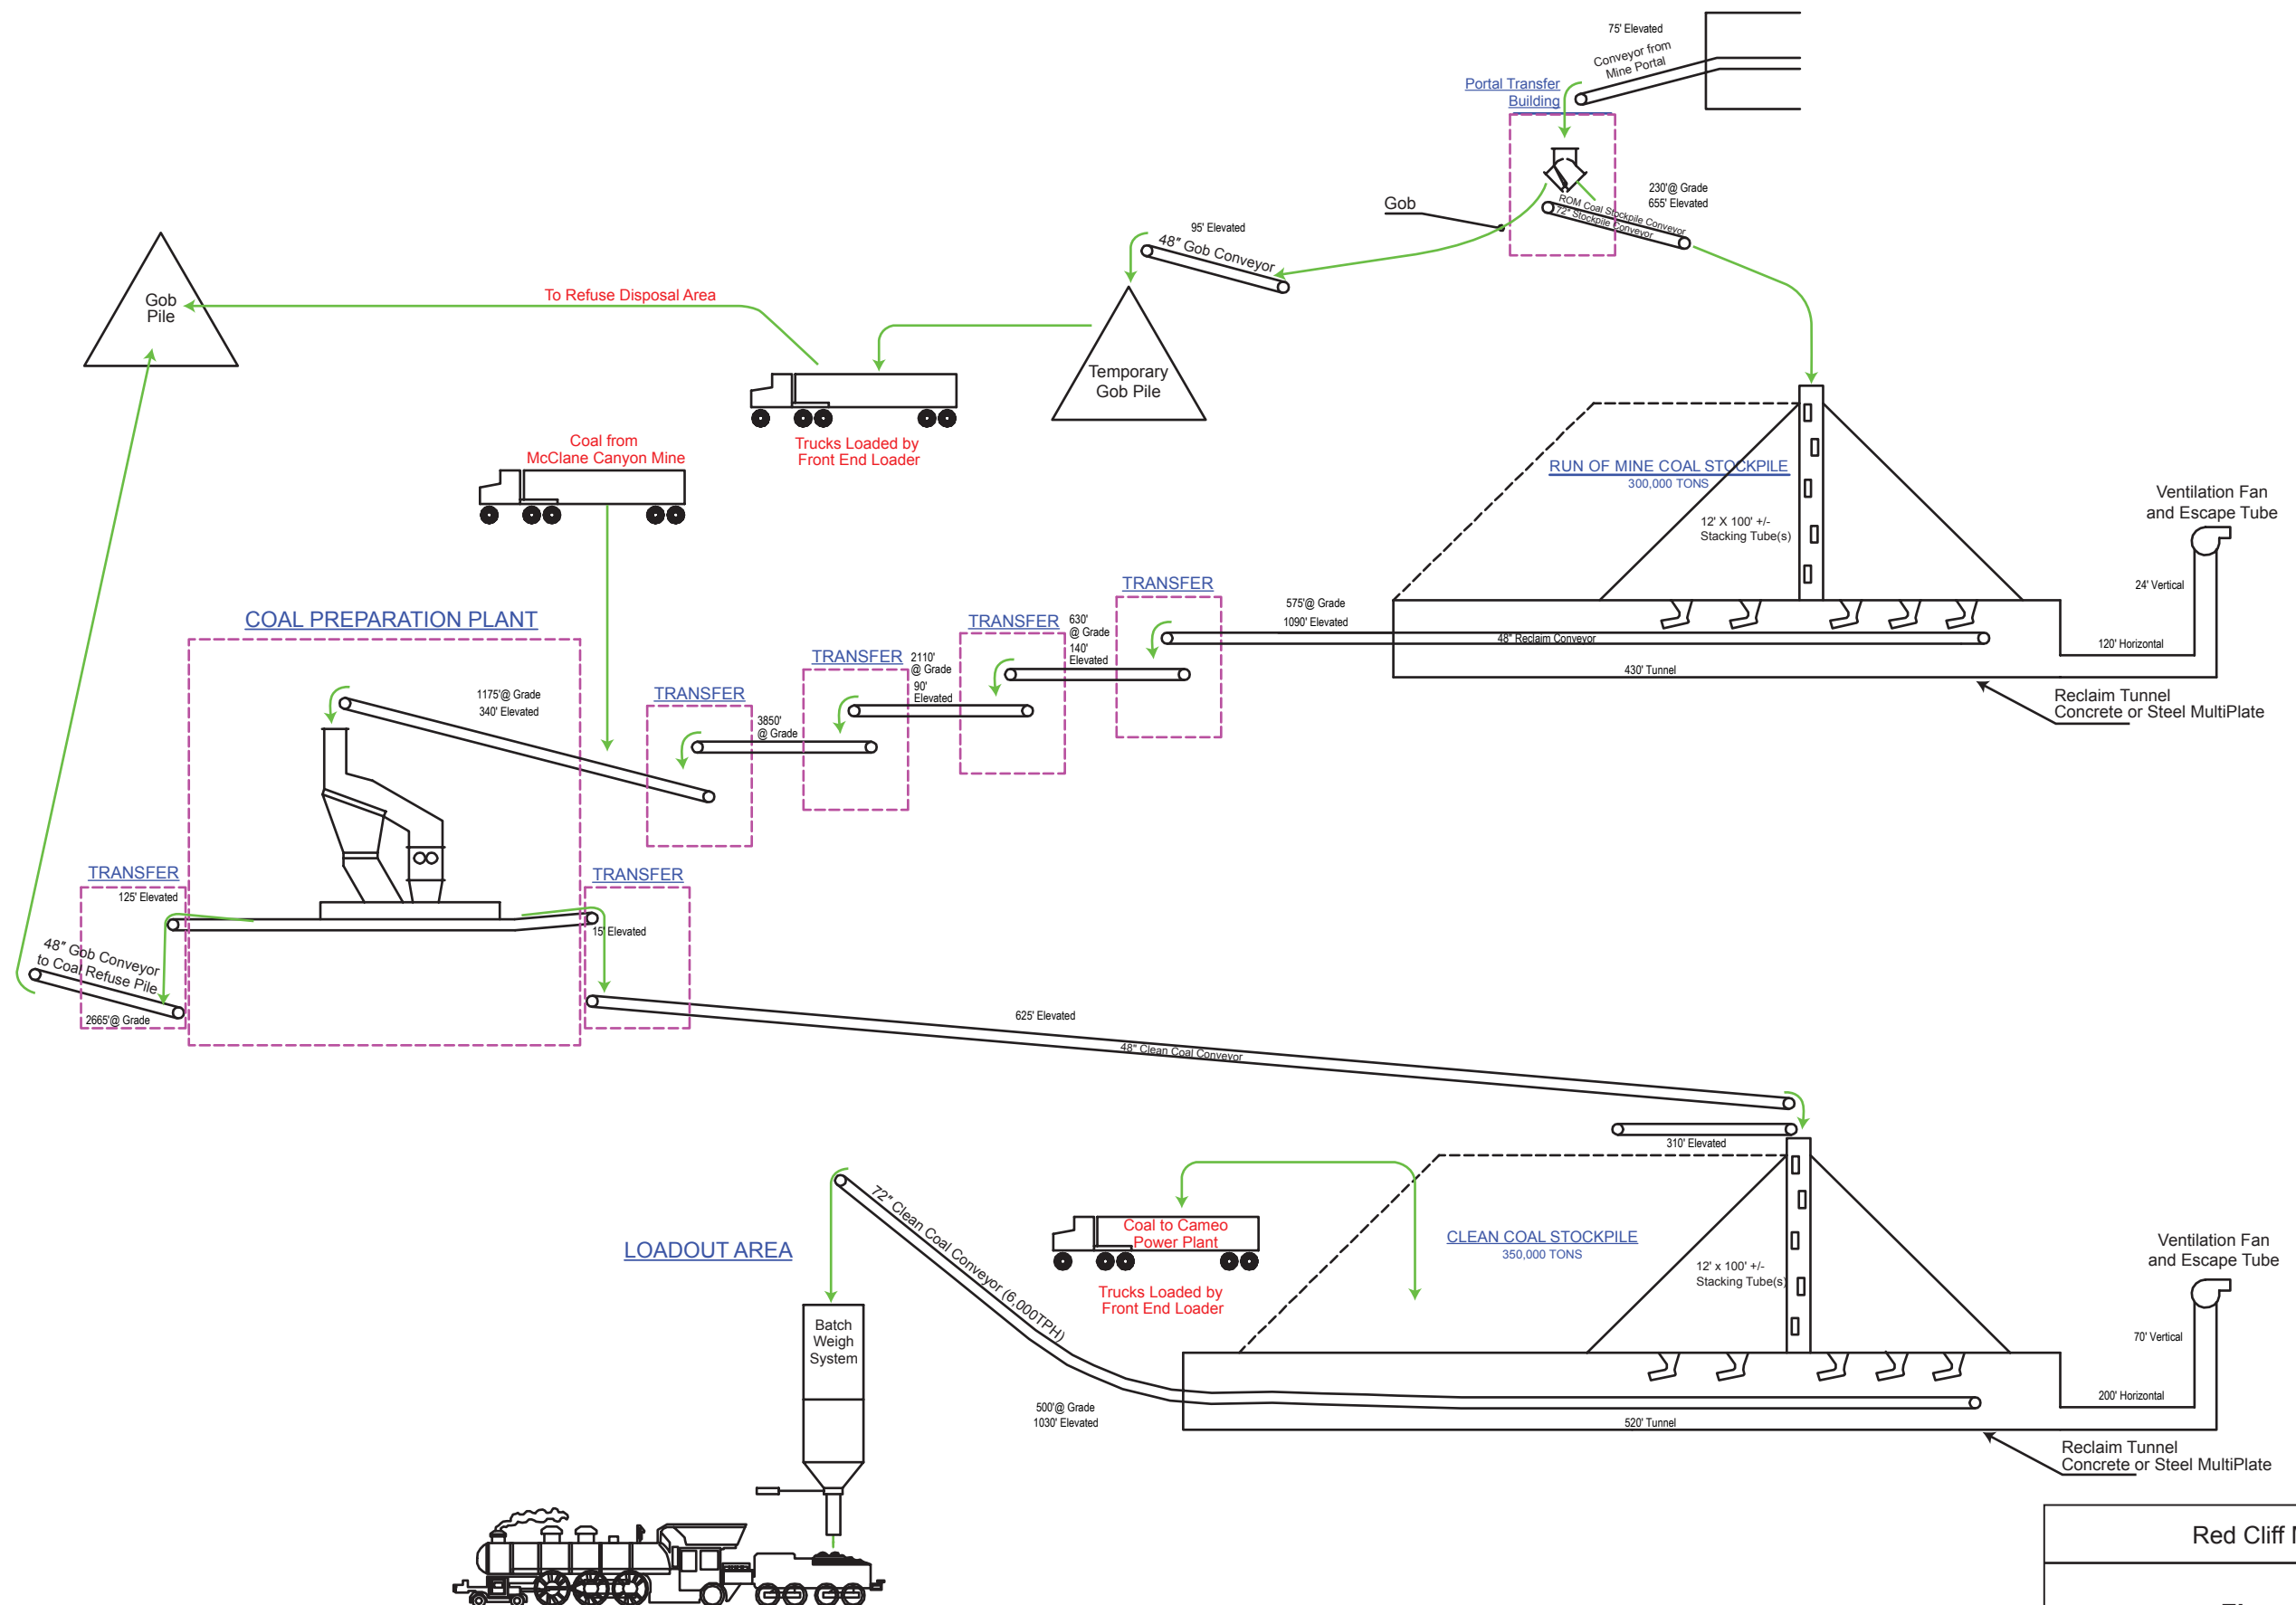 75' Elevated
Conveyor from
Mine Portal
Portal Transfer
Building
230'@ Grade
655' Elevated
ROM Coal Stockpile Conveyor
72" Stockpile Conveyor
Gob
95' Elevated
48" Gob Conveyor
Gob
Pile
To Refuse Disposal Area
Temporary
Gob Pile
Trucks Loaded by
Front End Loader
Coal from
McClane Canyon Mine
RUN OF MINE COAL STOCKPILE
300,000 TONS
12' X 100' +/-
Stacking Tube(s)
Ventilation Fan
and Escape Tube
24' Vertical
120' Horizontal
TRANSFER
575'@ Grade
1090' Elevated
48" Reclaim Conveyor
430' Tunnel
Reclaim Tunnel
Concrete or Steel MultiPlate
TRANSFER
630'
@ Grade
140'
Elevated
TRANSFER
2110'
@ Grade
90'
Elevated
TRANSFER
3850'
@ Grade
COAL PREPARATION PLANT
1175'@ Grade
340' Elevated
TRANSFER
125' Elevated
TRANSFER
15' Elevated
48" Gob Conveyor
to Coal Refuse Pile
2665'@ Grade
625' Elevated
48" Clean Coal Conveyor
310' Elevated
LOADOUT AREA
72" Clean Coal Conveyor (6,000TPH)
Coal to Cameo
Power Plant
Trucks Loaded by
Front End Loader
CLEAN COAL STOCKPILE
350,000 TONS
12' x 100' +/-
Stacking Tube(s)
Ventilation Fan
and Escape Tube
70' Vertical
200' Horizontal
Batch
Weigh
System
500'@ Grade
1030' Elevated
520' Tunnel
Reclaim Tunnel
Concrete or Steel MultiPlate
Red Cliff